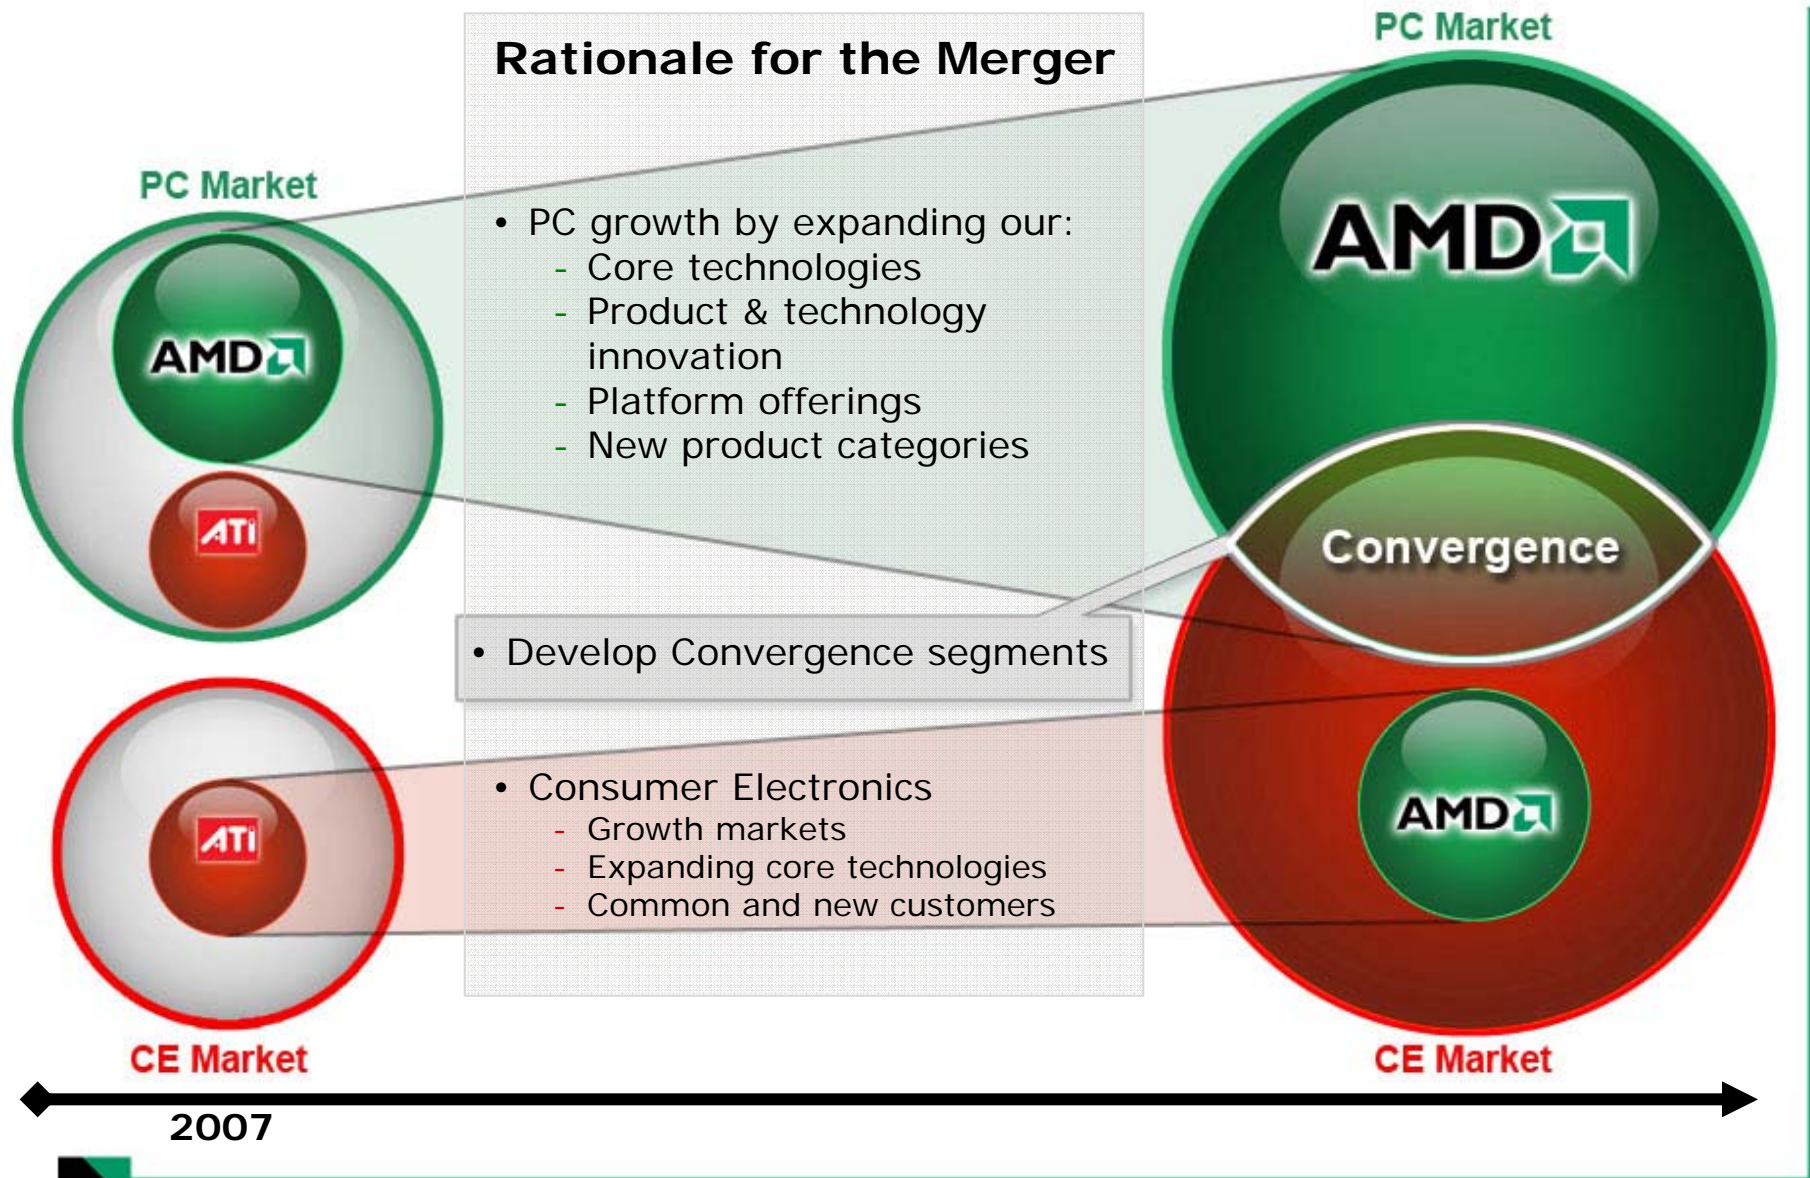 Rationale for the Merger
PC Market
PC Market
AMD
ATI
AMD
• PC growth by expanding our:
- Core technologies
- Product & technology
innovation
- Platform offerings
- New product categories
Convergence
• Develop Convergence segments
ATI
AMD
• Consumer Electronics
- Growth markets
- Expanding core technologies
- Common and new customers
CE Market
CE Market
2007